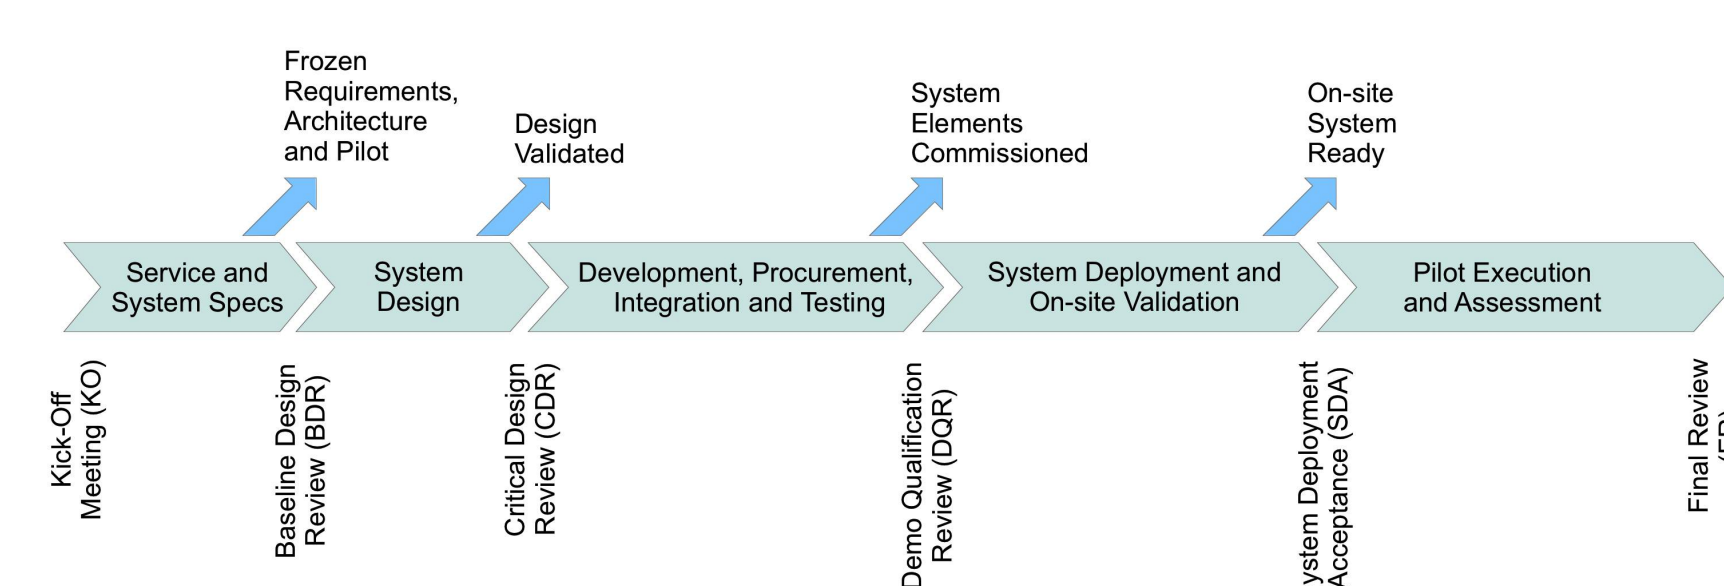 Frozen
Requirements,
Architecture
and Pilot
Design
Validated
System
Elements
Commissioned
On-site
System
Ready
Service and
System Specs
System
Design
Development, Procurement,
Integration and Testing
System Deployment and
On-site Validation
Pilot Execution
and Assessment
Kick-Off
Meeting (KO)
Baseline Design
Review (BDR)
Critical Design
Review (CDR)
Demo Qualification
Review (DQR)
Deployment
Acceptance (SDA)
Final Review